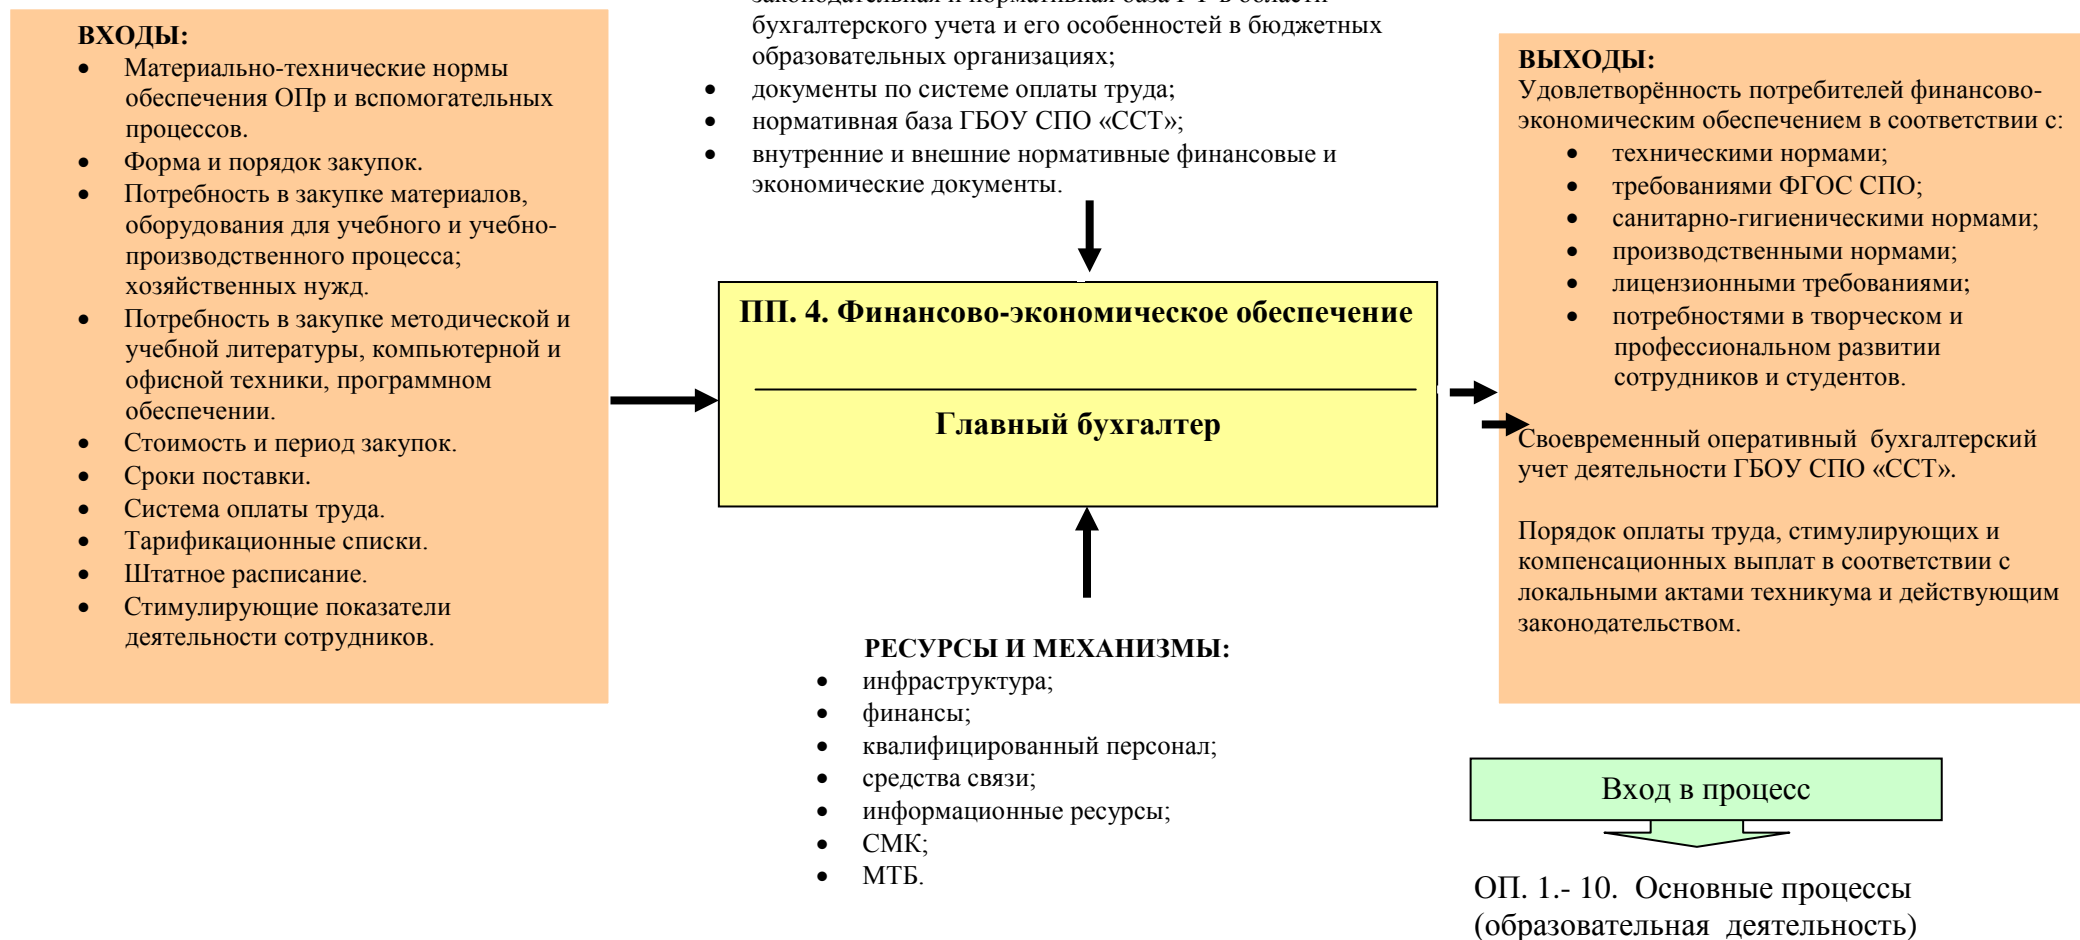 ВХОДЫ:
• Материально-технические нормы
обеспечения ОПр и вспомогательных
процессов.
• Форма и порядок закупок.
• Потребность в закупке материалов,
оборудования для учебного и учебно-
производственного процесса;
хозяйственных нужд.
• Потребность в закупке методической и
учебной литературы, компьютерной и
офисной техники, программном
обеспечении.
• Стоимость и период закупок.
• Сроки поставки.
• Система оплаты труда.
• Тарификационные списки.
• Штатное расписание.
• Стимулирующие показатели
деятельности сотрудников.
законодательная и нормативная база РФ в области
бухгалтерского учета и его особенностей в бюджетных
образовательных организациях;
• документы по системе оплаты труда;
• нормативная база ГБОУ СПО «ССТ»;
• внутренние и внешние нормативные финансовые и
экономические документы.
ПП. 4. Финансово-экономическое обеспечение
Главный бухгалтер
РЕСУРСЫ И МЕХАНИЗМЫ:
• инфраструктура;
• финансы;
• квалифицированный персонал;
• средства связи;
• информационные ресурсы;
• СМК;
• МТБ.
ВЫХОДЫ:
Удовлетворённость потребителей финансово-
экономическим обеспечением в соответствии с:
• техническими нормами;
• требованиями ФГОС СПО;
• санитарно-гигиеническими нормами;
• производственными нормами;
• лицензионными требованиями;
• потребностями в творческом и
профессиональном развитии
сотрудников и студентов.
Своевременный оперативный бухгалтерский
учет деятельности ГБОУ СПО «ССТ».
Порядок оплаты труда, стимулирующих и
компенсационных выплат в соответствии с
локальными актами техникума и действующим
законодательством.
Вход в процесс
ОП. 1.- 10. Основные процессы
(образовательная деятельность)